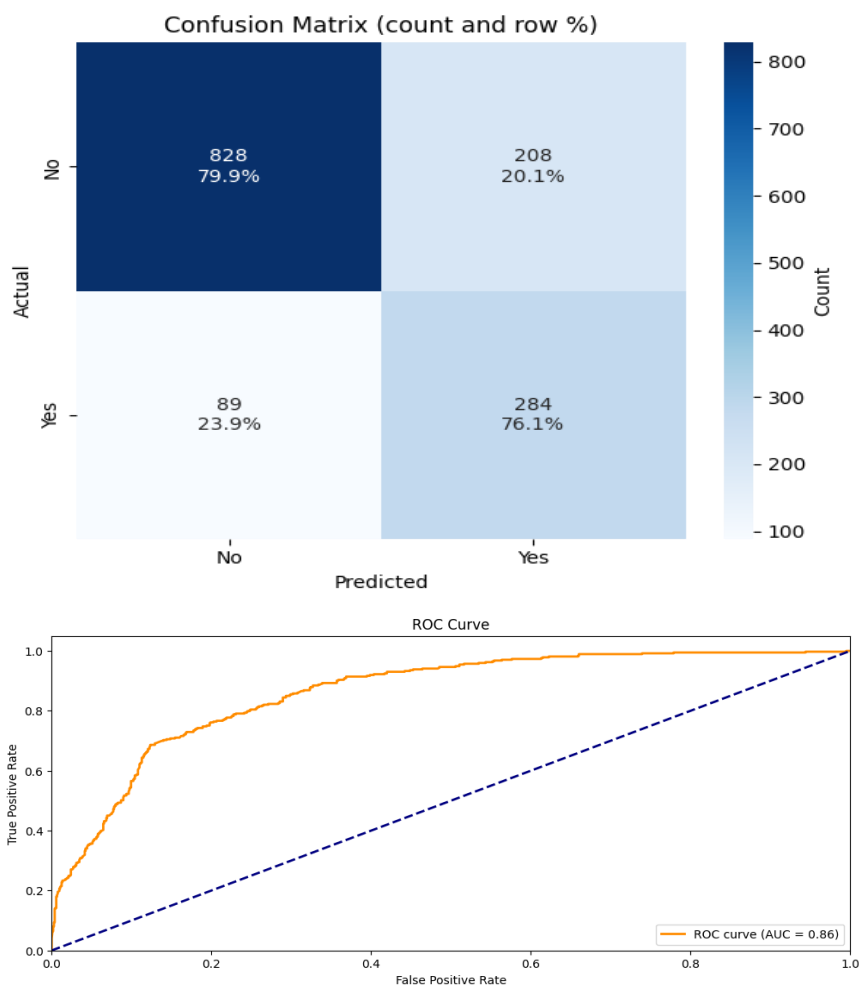 Confusion Matrix (count and row %)
No
828
79.9%
208
20.1%
Actual
Yes
89
23.9%
284
76.1%
No
Yes
Predicted
800
700
600
500
400
300
200
100
Count
ROC Curve
1.0
0.8
0.6
0.4
0.2
0.0
True Positive Rate
0.0
0.2
0.4
0.6
0.8
1.0
False Positive Rate
ROC curve (AUC = 0.86)